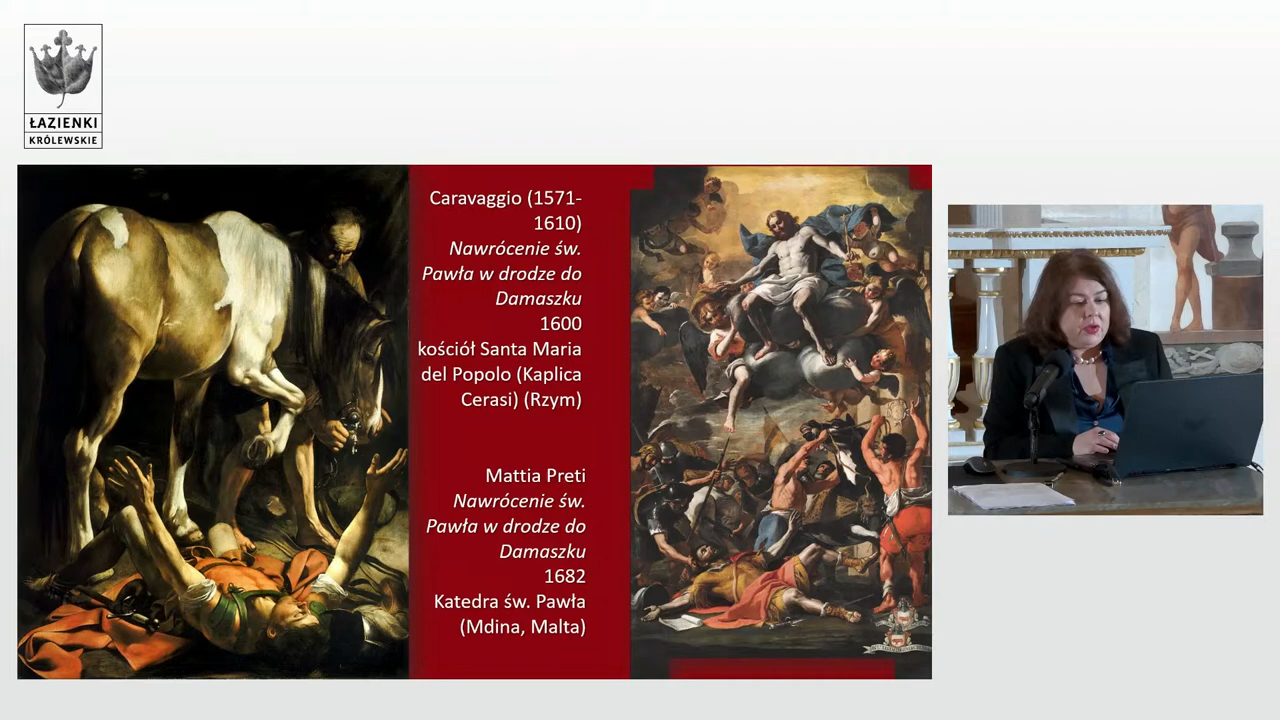 ŁAZIENKI
KRÓLEWSKIE
Caravaggio (1571-
1610)
Nawrócenie św.
Pawła w drodze do
Damaszku
1600
kościół Santa Maria
del Popolo (Kaplica
Cerasi) (Rzym)
Mattia Preti
Nawrócenie św.
Pawła w drodze do
Damaszku
1682
Katedra św. Pawła
(Mdina, Malta)